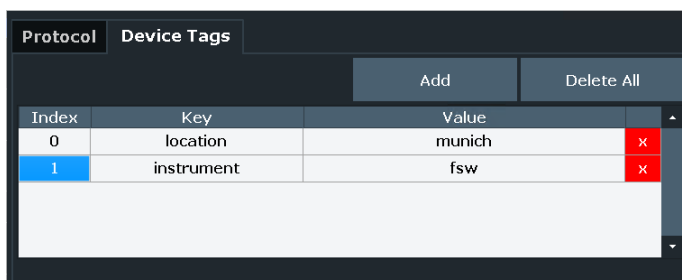 Protocol Device Tags
Add Delete All
Index Key Value
0 location munich x
1 instrument fsw x